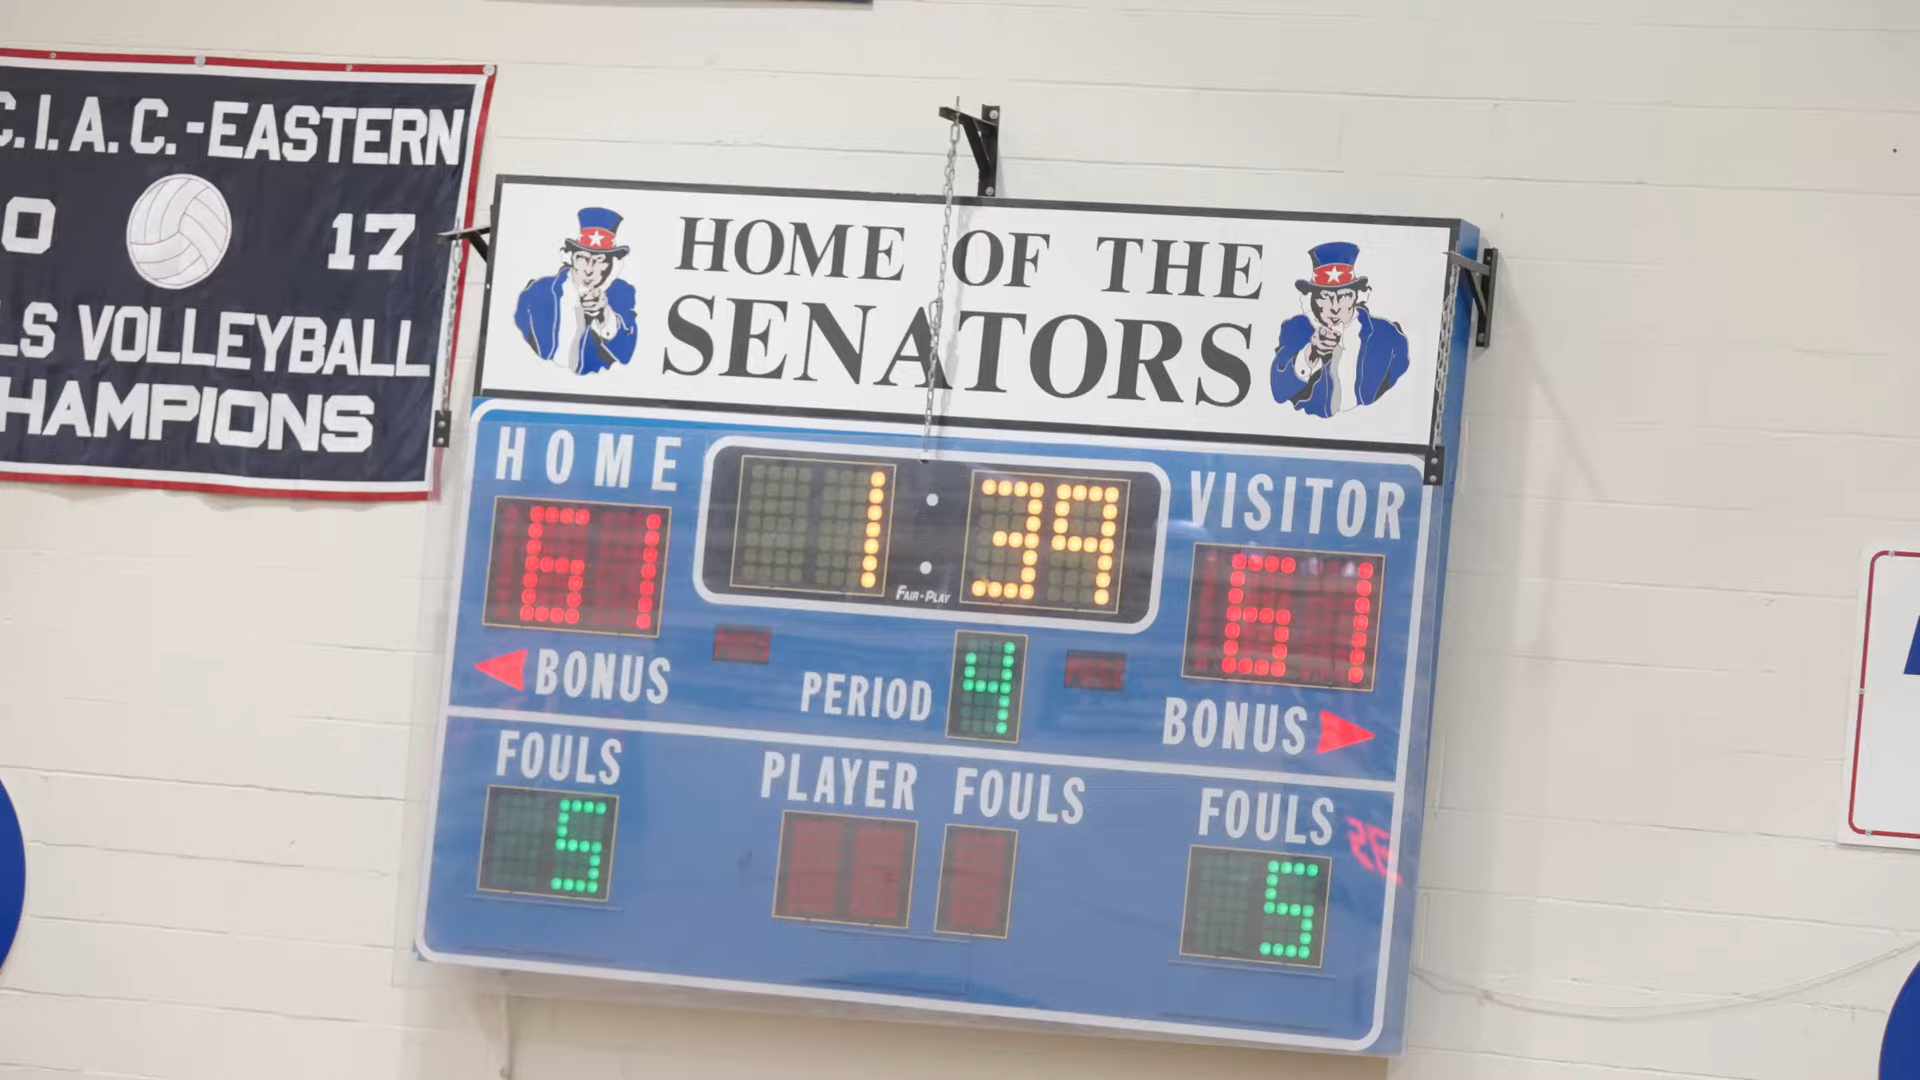 C.I.A.C.-EASTERN
0 17
LS VOLLEYBALL
HAMPIONS
HOME OF THE
SENATORS
HOME
61
1:39
FAIR-PLAY
VISITOR
61
BONUS
PERIOD 4
BONUS
FOULS
5
PLAYER FOULS
FOULS
5